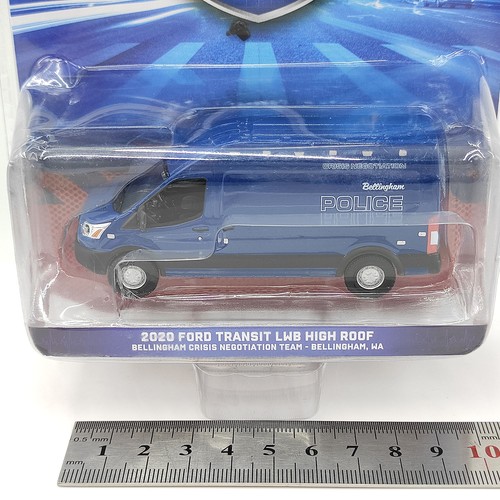 CRISIS NEGOTIATION
Bellingham
POLICE
2020 FORD TRANSIT LWB HIGH ROOF
BELLINGHAM CRISIS NEGOTIATION TEAM - BELLINGHAM, WA
0.5 mm
1 2 3 4 5 6 7 8 9 10
mm